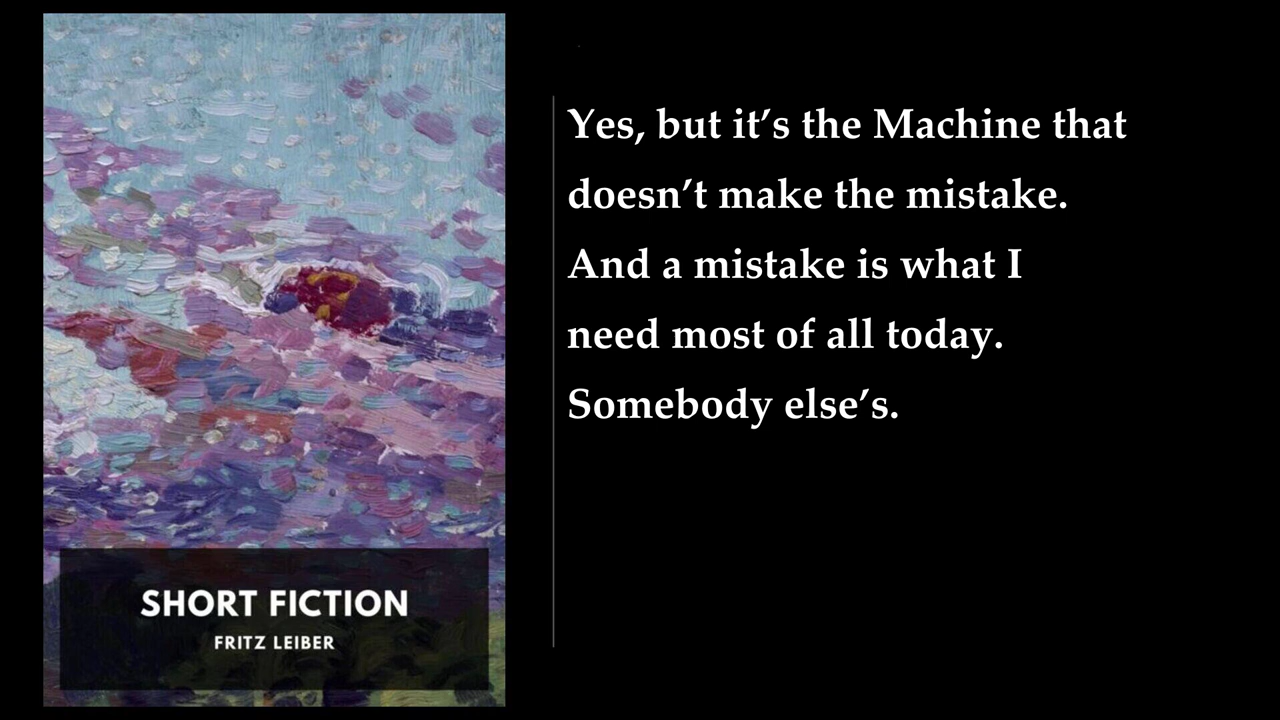 Yes, but it’s the Machine that
doesn’t make the mistake.
And a mistake is what I
need most of all today.
Somebody else’s.
SHORT FICTION
FRITZ LEIBER